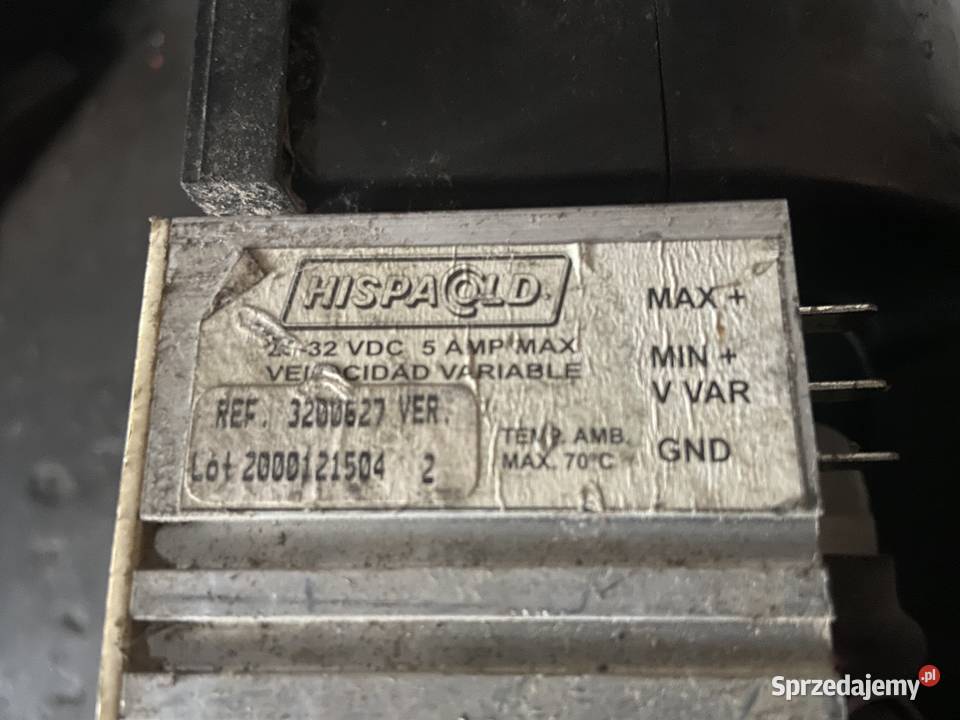 HISPACOLD
-32 VDC 5 AMP MAX
VELOCIDAD VARIABLE
REF. 3200627 VER.
Lot 2000121504 2
TEMP. AMB.
MAX. 70°C
MAX +
MIN +
V VAR
GND
Sprzedajemy.pl